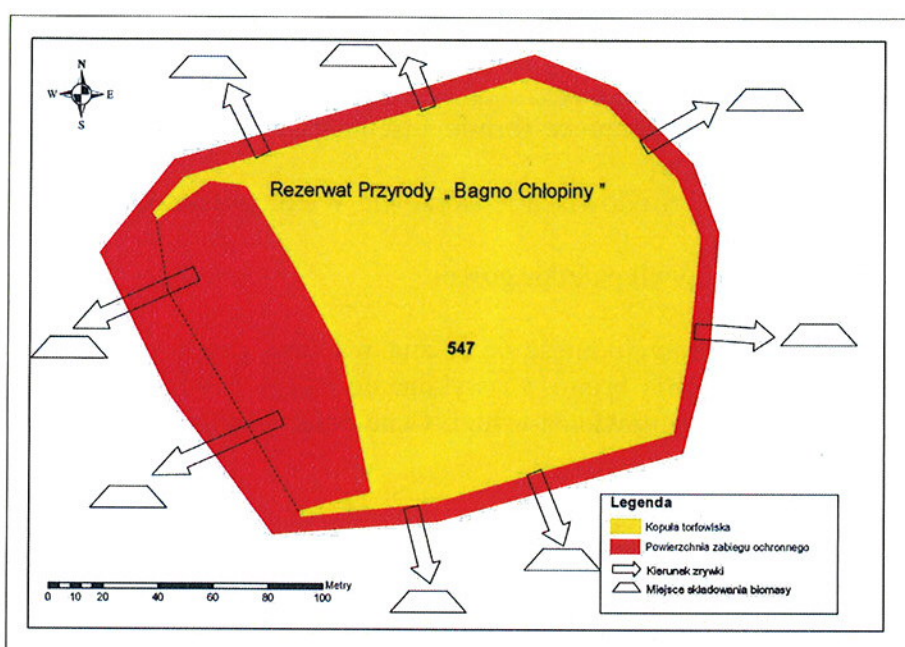 N
W E
S
Rezerwat Przyrody „Bagno Chłopiny"
547
Legenda
Kopuła torfowiska
Powierzchnia zabiegu ochronnego
Kierunek zrywki
Miejsce składowania biomasy
Metry
0 10 20 40 60 80 100